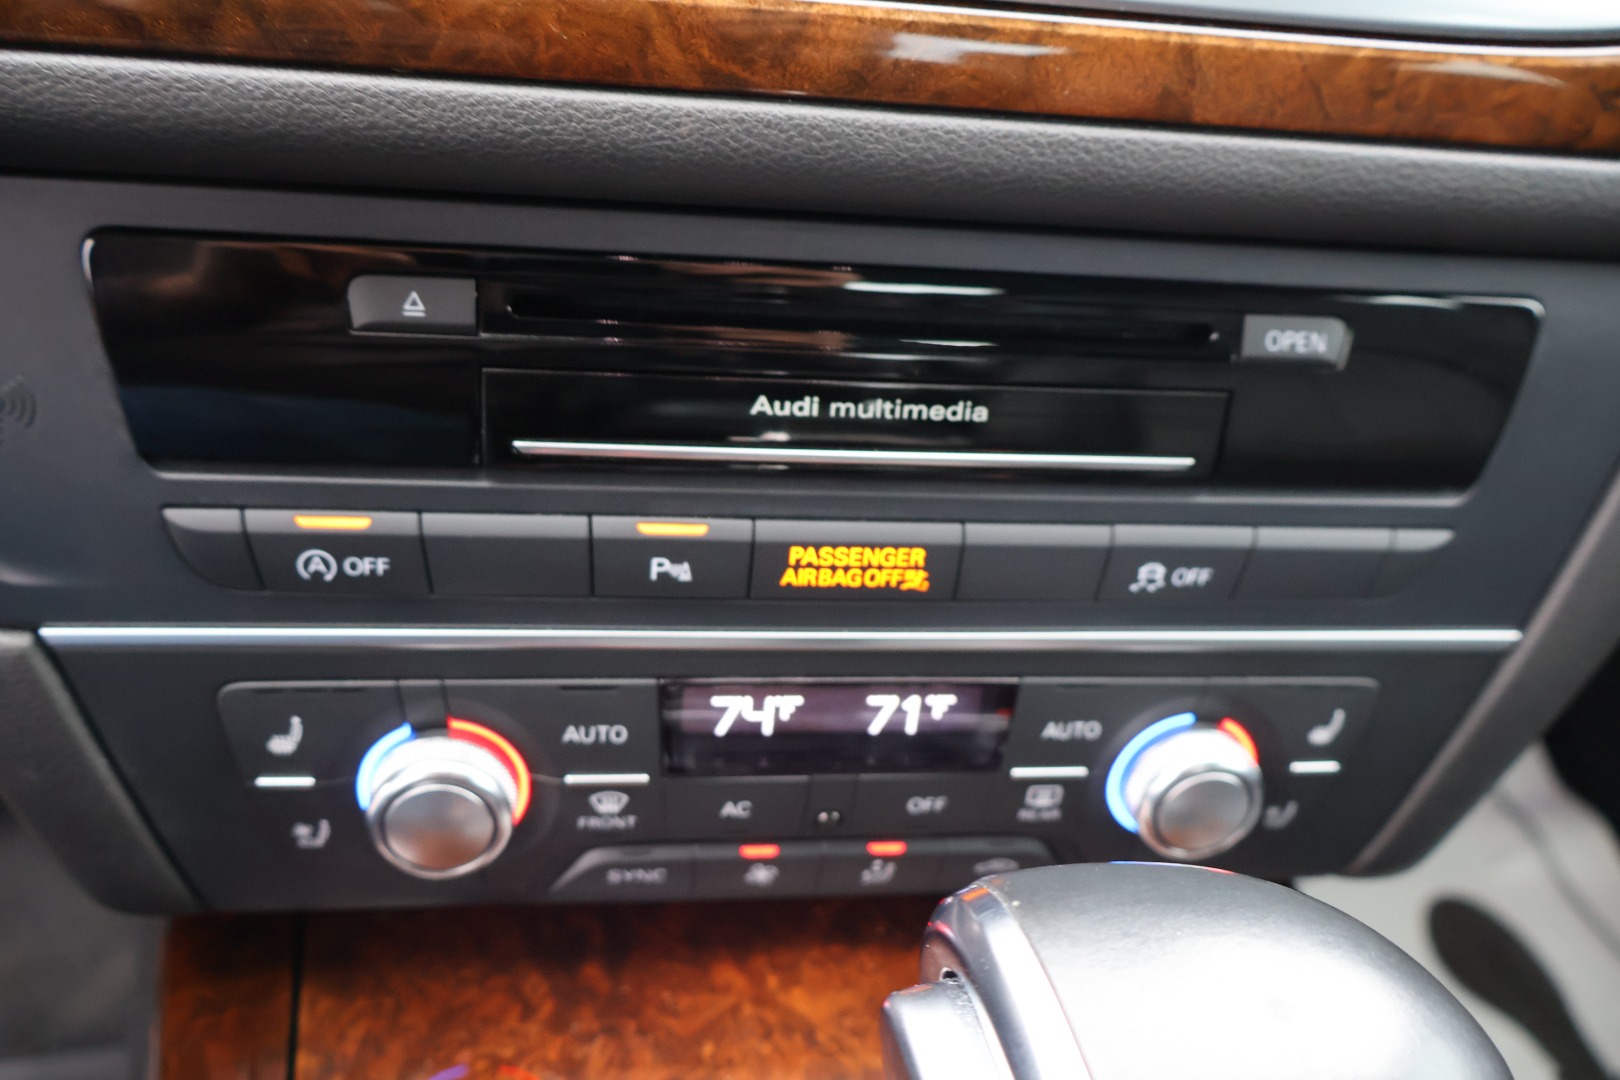 OPEN
Audi multimedia
A OFF
P
PASSENGER
AIRBAG OFF
OFF
AUTO
74°F
71°F
AUTO
FRONT
AC
OFF
REAR
SYNC